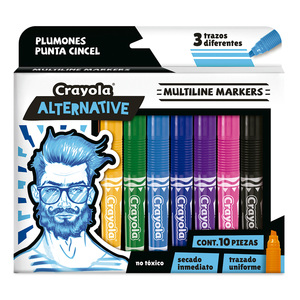 PLUMONES
PUNTA CINCEL
3 trazos
diferentes
Crayola
ALTERNATIVE
MULTILINE MARKERS
Crayola
Crayola
Crayola
Crayola
Crayola
Crayola
Crayola
CONT. 10 PIEZAS
no tóxico
secado
inmediato
trazado
uniforme